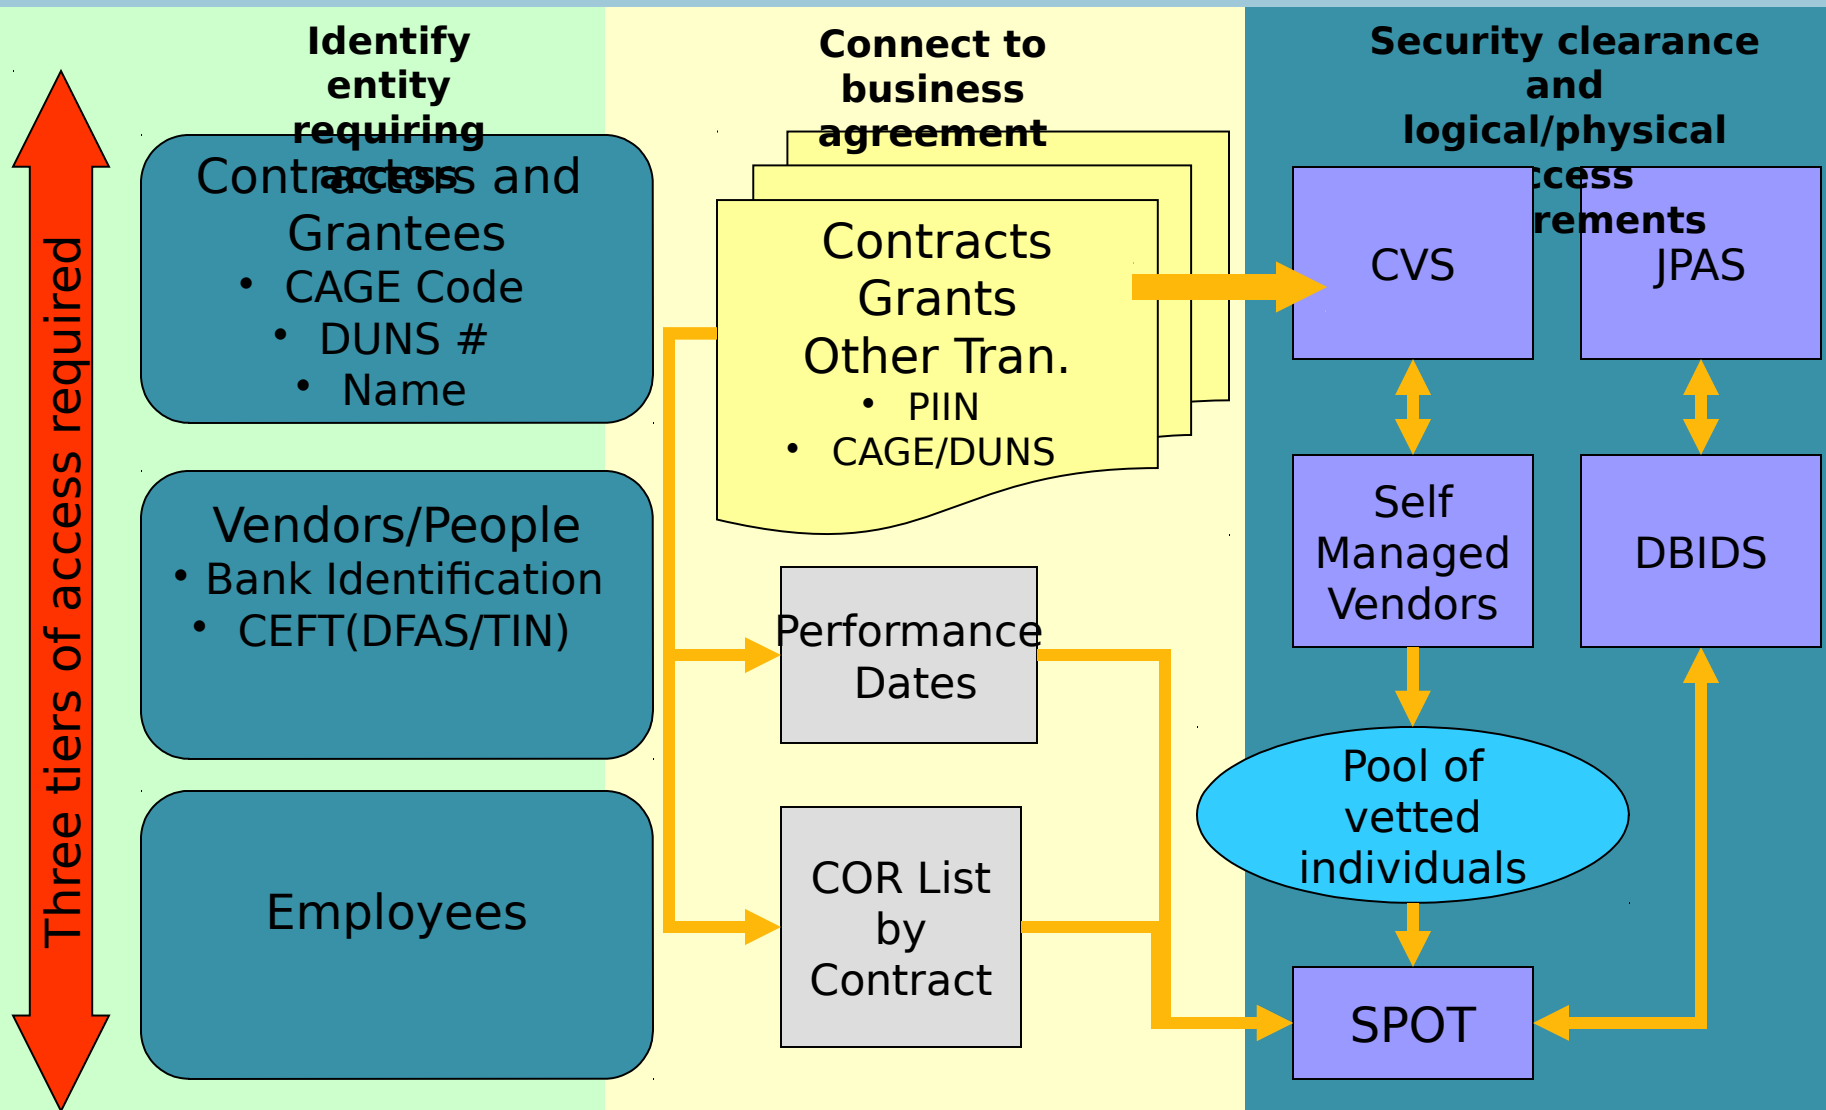 Identify
entity
requiring
access
Contractors and
Grantees
• CAGE Code
• DUNS #
• Name
Vendors/People
• Bank Identification
• CEFT(DFAS/TIN)
Employees
Three tiers of access required
Connect to
business
agreement
Contracts
Grants
Other Tran.
• PIIN
• CAGE/DUNS
Performance
Dates
COR List
by
Contract
Security clearance
and
logical/physical
ccess
rements
CVS
JPAS
Self
Managed
Vendors
DBIDS
Pool of
vetted
individuals
SPOT